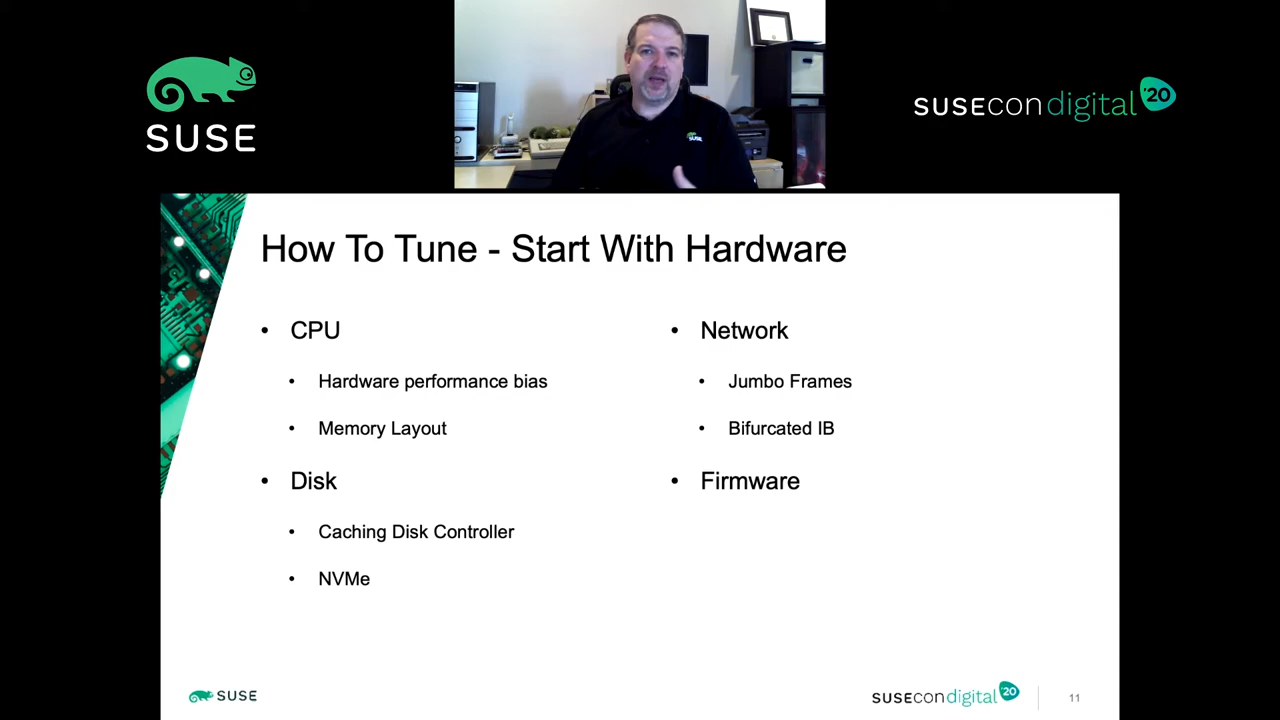 SUSE
SUSECON digital '20
SUSE
How To Tune - Start With Hardware
• CPU
• Hardware performance bias
• Memory Layout
• Disk
• Caching Disk Controller
• NVMe
• Network
• Jumbo Frames
• Bifurcated IB
• Firmware
SUSE
SUSECON digital '20
11